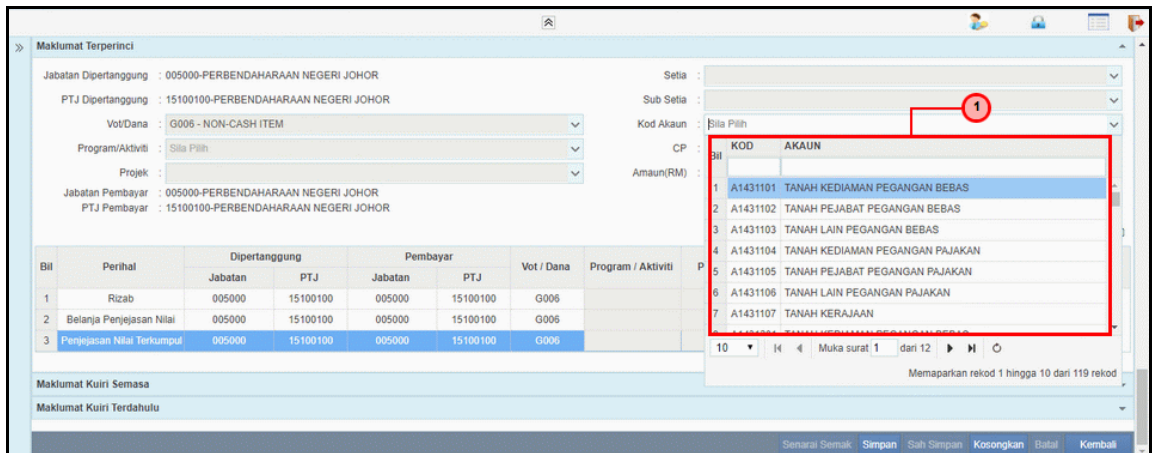 Maklumat Terperinci
Jabatan Dipertanggung : 005000-PERBENDAHARAAN NEGERI JOHOR Setia :
PTJ Dipertanggung : 15100100-PERBENDAHARAAN NEGERI JOHOR Sub Setia :
1
Vot/Dana : G006 - NON-CASH ITEM Kod Akaun : Sila Pilih
Program/Aktiviti : Sila Pilih CP :
Projek : Amaun(RM) :
Jabatan Pembayar : 005000-PERBENDAHARAAN NEGERI JOHOR
PTJ Pembayar : 15100100-PERBENDAHARAAN NEGERI JOHOR
Bil KOD AKAUN
1 A1431101 TANAH KEDIAMAN PEGANGAN BEBAS
2 A1431102 TANAH PEJABAT PEGANGAN BEBAS
3 A1431103 TANAH LAIN PEGANGAN BEBAS
4 A1431104 TANAH KEDIAMAN PEGANGAN PAJAKAN
5 A1431105 TANAH PEJABAT PEGANGAN PAJAKAN
6 A1431106 TANAH LAIN PEGANGAN PAJAKAN
7 A1431107 TANAH KERAJAAN
10 Muka surat 1 dari 12
Memaparkan rekod 1 hingga 10 dari 119 rekod
Bil Perihal Dipertanggung Pembayar Vot / Dana Program / Aktiviti P
Jabatan PTJ Jabatan PTJ
1 Rizab 005000 15100100 005000 15100100 G006
2 Belanja Penjejasan Nilai 005000 15100100 005000 15100100 G006
3 Penjejasan Nilai Terkumpul 005000 15100100 005000 15100100 G006
Maklumat Kuiri Semasa
Maklumat Kuiri Terdahulu
Senarai Semak Simpan Sah Simpan Kosongkan Batal Kembali